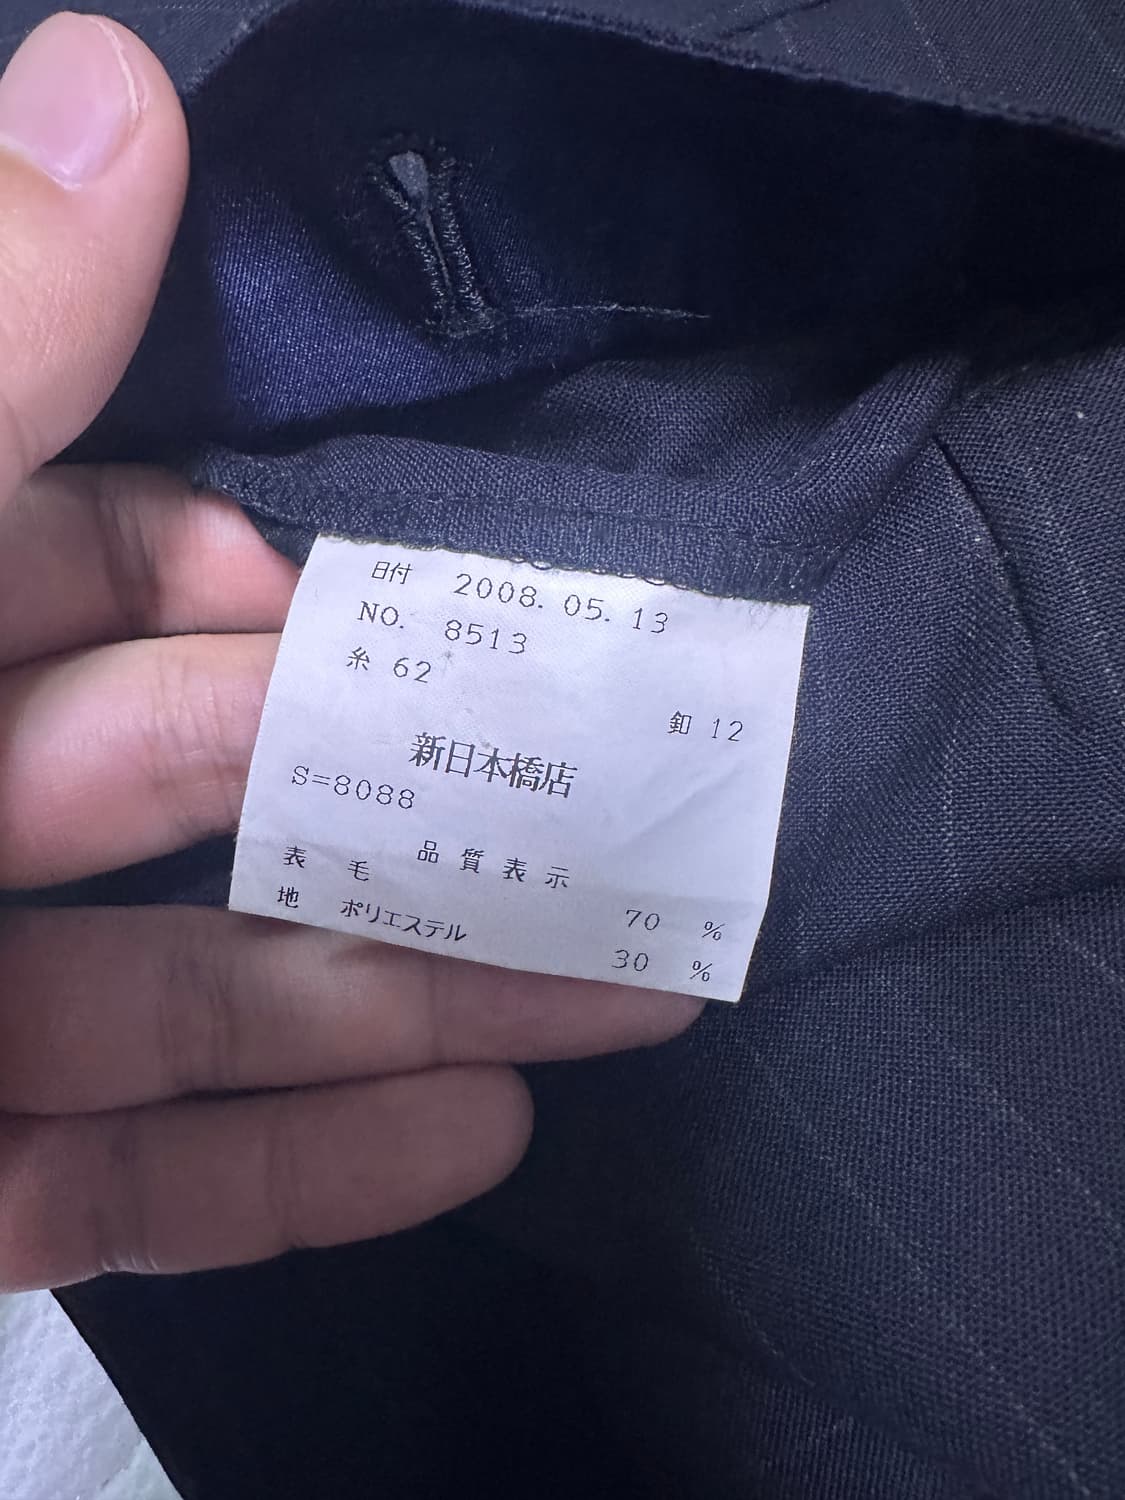 日付 2008. 05. 13
NO. 8513
糸 62
釦 12
新日本橋店
S=8088
品質表示
表 毛 70 %
地 ポリエステル 30 %